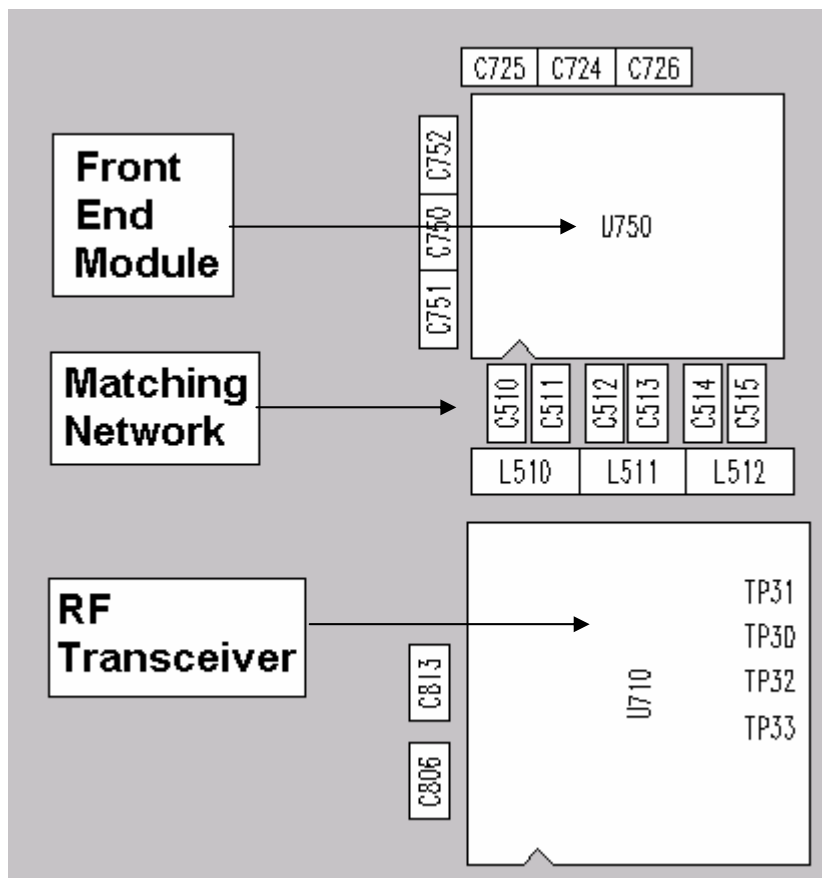 C725 C724 C726
Front
End
Module
C752
C750
C751
U750
Matching
Network
C510 C511 C512 C513 C514 C515
L510 L511 L512
RF
Transceiver
C813
C806
U710
TP31
TP30
TP32
TP33